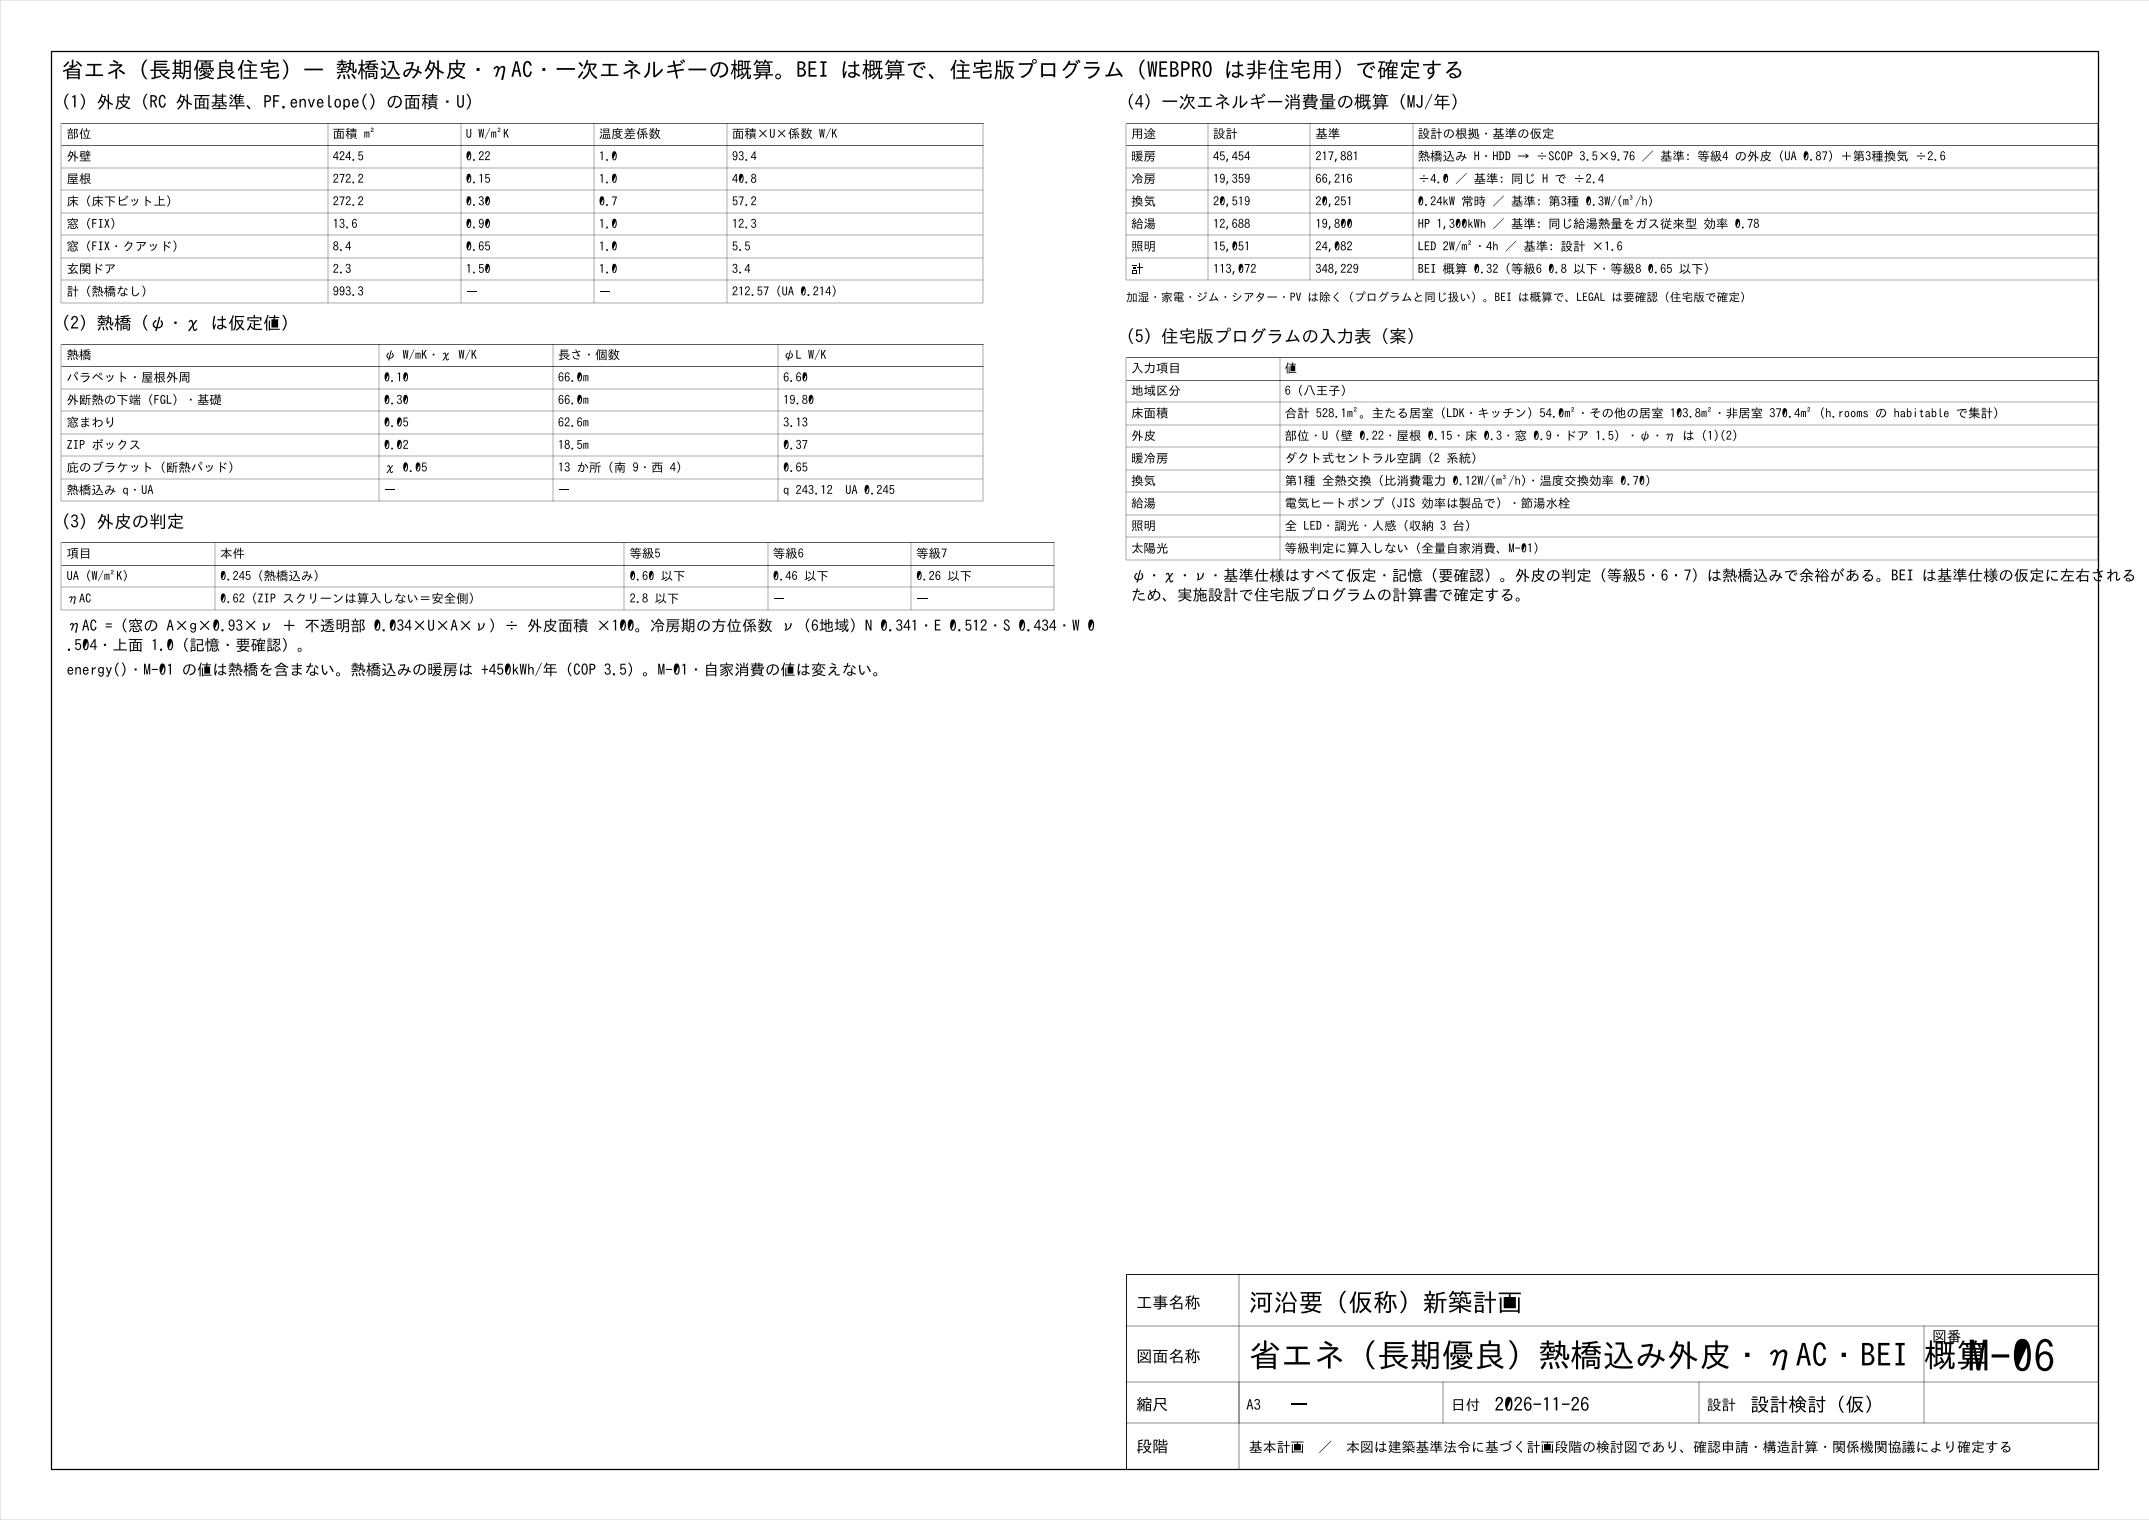 省エネ（長期優良住宅）— 熱橋込み外皮・ηAC・一次エネルギーの概算。BEI は概算で、住宅版プログラム（WEBPRO は非住宅用）で確定する
(1) 外皮（RC 外面基準、PF.envelope() の面積・U）
部位 面積 ㎡ U W/㎡K 温度差係数 面積×U×係数 W/K
外壁 424.5 0.22 1.0 93.4
屋根 272.2 0.15 1.0 40.8
床（床下ピット上） 272.2 0.30 0.7 57.2
窓（FIX） 13.6 0.90 1.0 12.3
窓（FIX・クアッド） 8.4 0.65 1.0 5.5
玄関ドア 2.3 1.50 1.0 3.4
計（熱橋なし） 993.3 — — 212.57（UA 0.214）
(2) 熱橋（ψ・χ は仮定値）
熱橋 ψ W/mK・χ W/K 長さ・個数 ψL W/K
パラペット・屋根外周 0.10 66.0m 6.60
外断熱の下端（FGL）・基礎 0.30 66.0m 19.80
窓まわり 0.05 62.6m 3.13
ZIP ボックス 0.02 18.5m 0.37
庇のブラケット（断熱パッド） χ 0.05 13 か所（南 9・西 4） 0.65
熱橋込み q・UA — — q 243.12 UA 0.245
(3) 外皮の判定
項目 本件 等級5 等級6 等級7
UA（W/㎡K） 0.245（熱橋込み） 0.60 以下 0.46 以下 0.26 以下
ηAC 0.62（ZIP スクリーンは算入しない＝安全側） 2.8 以下 — —
ηAC =（窓の A×g×0.93×ν ＋ 不透明部 0.034×U×A×ν）÷ 外皮面積 ×100。冷房期の方位係数 ν（6地域）N 0.341・E 0.512・S 0.434・W 0
.504・上面 1.0（記憶・要確認）。
energy()・M-01 の値は熱橋を含まない。熱橋込みの暖房は +450kWh/年（COP 3.5）。M-01・自家消費の値は変えない。
(4) 一次エネルギー消費量の概算（MJ/年）
用途 設計 基準 設計の根拠・基準の仮定
暖房 45,454 217,881 熱橋込み H・HDD → ÷SCOP 3.5×9.76 ／ 基準: 等級4 の外皮（UA 0.87）＋第3種換気 ÷2.6
冷房 19,359 66,216 ÷4.0 ／ 基準: 同じ H で ÷2.4
換気 20,519 20,251 0.24kW 常時 ／ 基準: 第3種 0.3W/(㎥/h)
給湯 12,688 19,800 HP 1,300kWh ／ 基準: 同じ給湯熱量をガス従来型 効率 0.78
照明 15,051 24,082 LED 2W/㎡・4h ／ 基準: 設計 ×1.6
計 113,072 348,229 BEI 概算 0.32（等級6 0.8 以下・等級8 0.65 以下）
加湿・家電・ジム・シアター・PV は除く（プログラムと同じ扱い）。BEI は概算で、LEGAL は要確認（住宅版で確定）
(5) 住宅版プログラムの入力表（案）
入力項目 値
地域区分 6（八王子）
床面積 合計 528.1㎡。主たる居室（LDK・キッチン）54.0㎡・その他の居室 103.8㎡・非居室 370.4㎡（h.rooms の habitable で集計）
外皮 部位・U（壁 0.22・屋根 0.15・床 0.3・窓 0.9・ドア 1.5）・ψ・η は (1)(2)
暖冷房 ダクト式セントラル空調（2 系統）
換気 第1種 全熱交換（比消費電力 0.12W/(㎥/h)・温度交換効率 0.70）
給湯 電気ヒートポンプ（JIS 効率は製品で）・節湯水栓
照明 全 LED・調光・人感（収納 3 台）
太陽光 等級判定に算入しない（全量自家消費、M-01）
ψ・χ・ν・基準仕様はすべて仮定・記憶（要確認）。外皮の判定（等級5・6・7）は熱橋込みで余裕がある。BEI は基準仕様の仮定に左右される
ため、実施設計で住宅版プログラムの計算書で確定する。
工事名称 河沿要（仮称）新築計画
図面名称 省エネ（長期優良）熱橋込み外皮・ηAC・BEI 概算 図番 M-06
縮尺 A3 — 日付 2026-11-26 設計 設計検討（仮）
段階 基本計画 ／ 本図は建築基準法令に基づく計画段階の検討図であり、確認申請・構造計算・関係機関協議により確定する